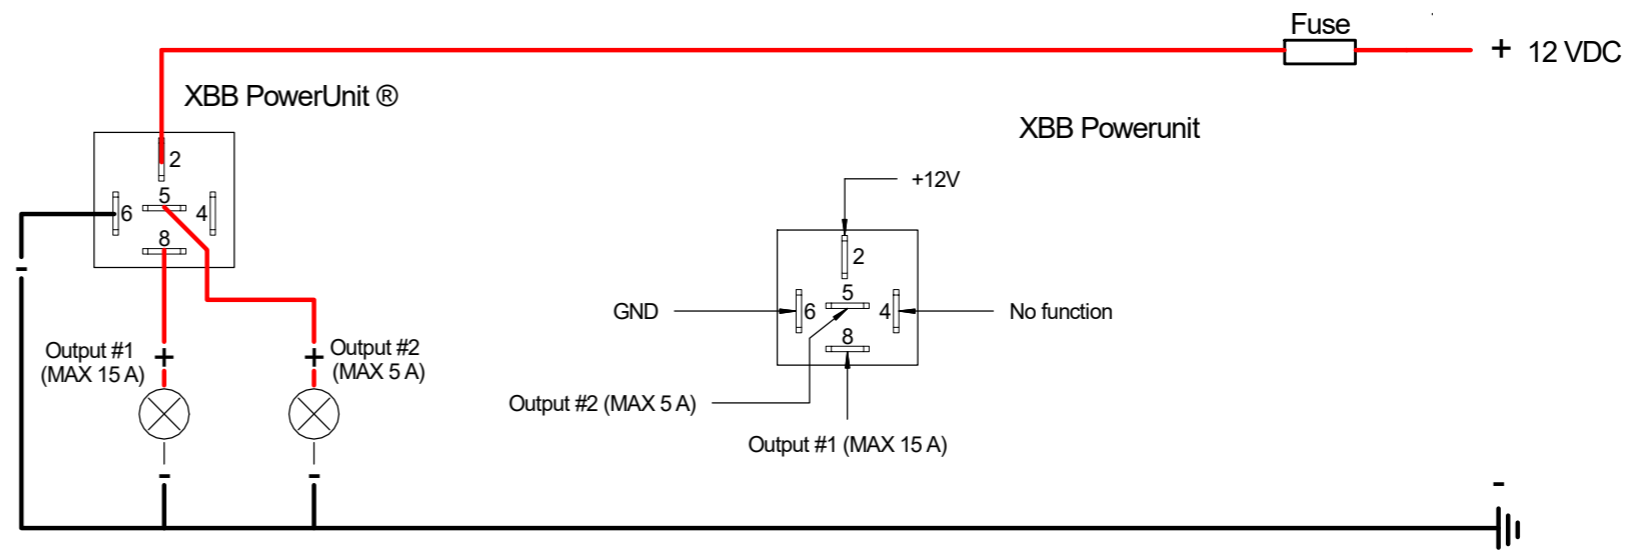 Fuse
+ 12 VDC
XBB PowerUnit ®
XBB Powerunit
2
5
6
4
8
-
+12V
2
5
GND
6
4
No function
8
Output #1
(MAX 15 A)
+
+
Output #2
(MAX 5 A)
Output #2 (MAX 5 A)
Output #1 (MAX 15 A)
-
-
-